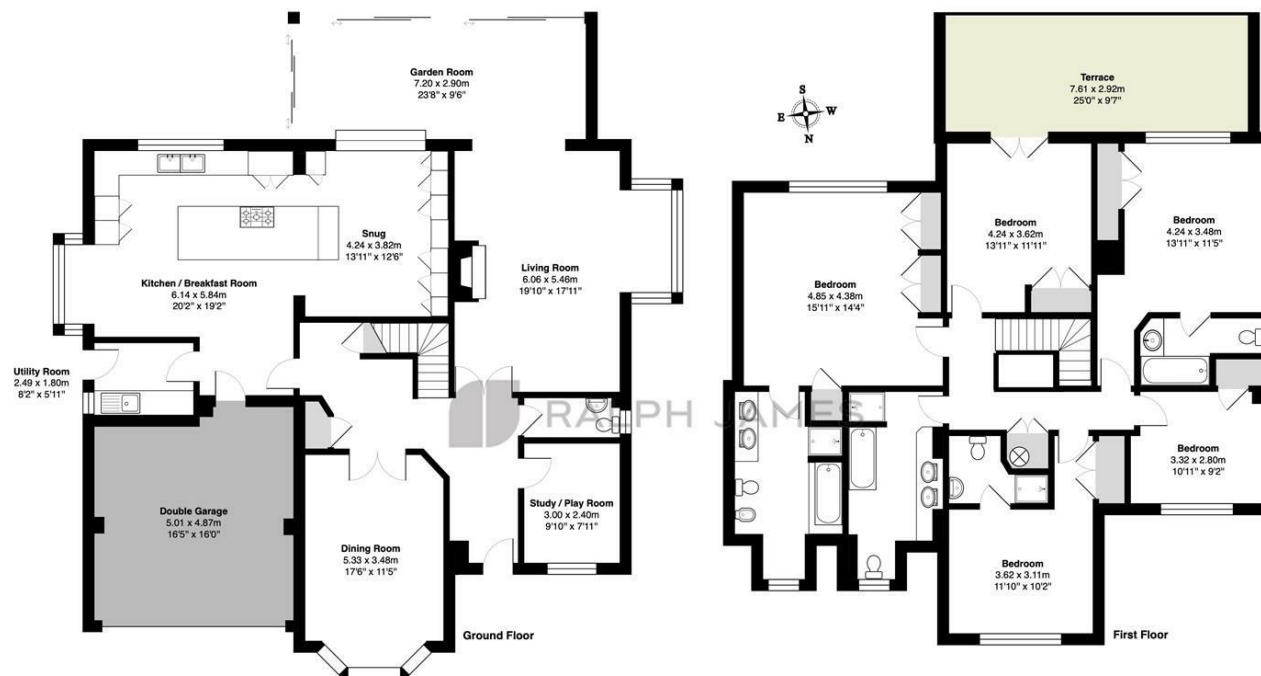 Garden Room
7.20 x 2.90m
23'8" x 9'6"
Snug
4.24 x 3.82m
13'11" x 12'6"
Kitchen / Breakfast Room
6.14 x 5.84m
20'2" x 19'2"
Living Room
6.06 x 5.46m
19'10" x 17'11"
Utility Room
2.49 x 1.80m
8'2" x 5'11"
Double Garage
5.01 x 4.87m
16'5" x 16'0"
Dining Room
5.33 x 3.48m
17'6" x 11'5"
Study / Play Room
3.00 x 2.40m
9'10" x 7'11"
Ground Floor
RALPH JAMES
S
E
W
N
Terrace
7.61 x 2.92m
25'0" x 9'7"
Bedroom
4.24 x 3.62m
13'11" x 11'11"
Bedroom
4.24 x 3.48m
13'11" x 11'5"
Bedroom
4.85 x 4.38m
15'11" x 14'4"
Bedroom
3.32 x 2.80m
10'11" x 9'2"
Bedroom
3.62 x 3.11m
11'10" x 10'2"
First Floor